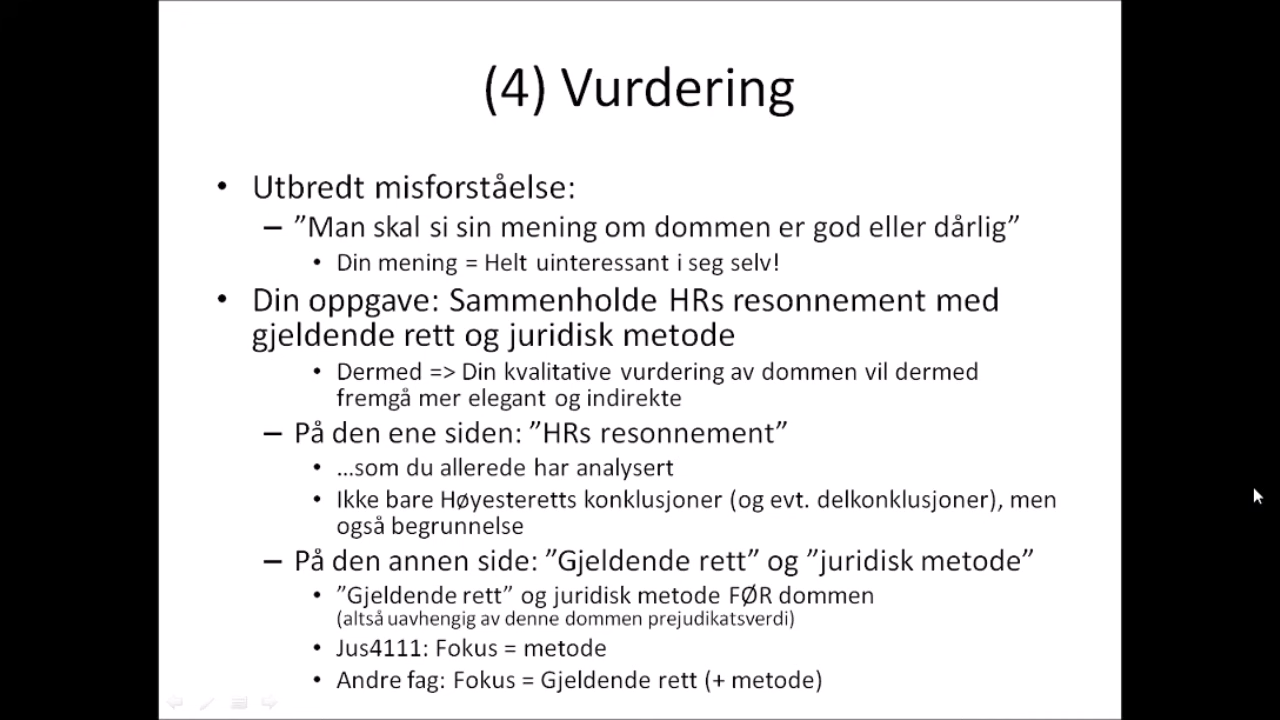 (4) Vurdering
• Utbredt misforståelse:
– ”Man skal si sin mening om dommen er god eller dårlig”
• Din mening = Helt uinteressant i seg selv!
• Din oppgave: Sammenholde HRs resonnement med
gjeldende rett og juridisk metode
• Dermed => Din kvalitative vurdering av dommen vil dermed
fremgå mer elegant og indirekte
– På den ene siden: ”HRs resonnement”
• …som du allerede har analysert
• Ikke bare Høyesteretts konklusjoner (og evt. delkonklusjoner), men
også begrunnelse
– På den annen side: ”Gjeldende rett” og ”juridisk metode”
• ”Gjeldende rett” og juridisk metode FØR dommen
(altså uavhengig av denne dommen prejudikatsverdi)
• Jus4111: Fokus = metode
• Andre fag: Fokus = Gjeldende rett (+ metode)